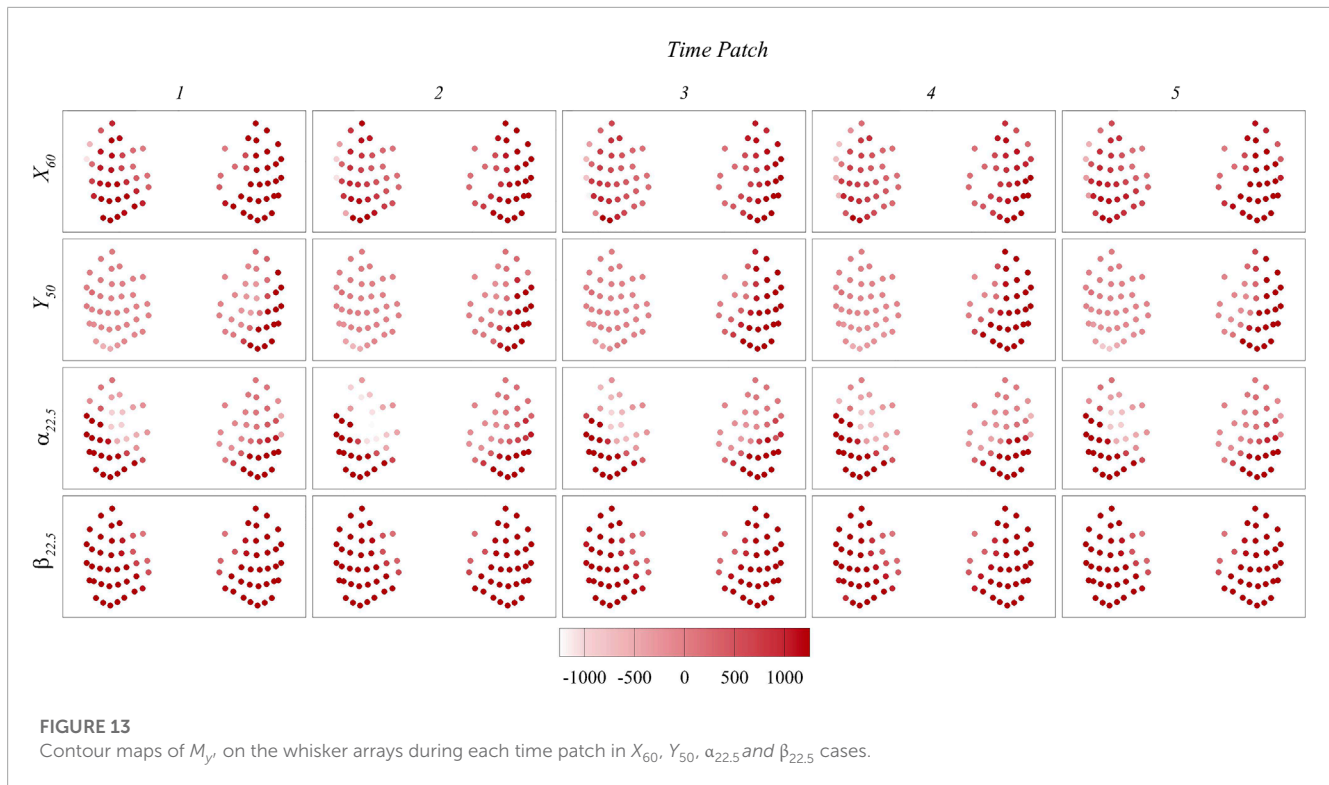 Time Patch
1 2 3 4 5
X60
Y50
α22.5
β22.5
-1000 -500 0 500 1000
FIGURE 13
Contour maps of My′ on the whisker arrays during each time patch in X60, Y50, α22.5 and β22.5 cases.